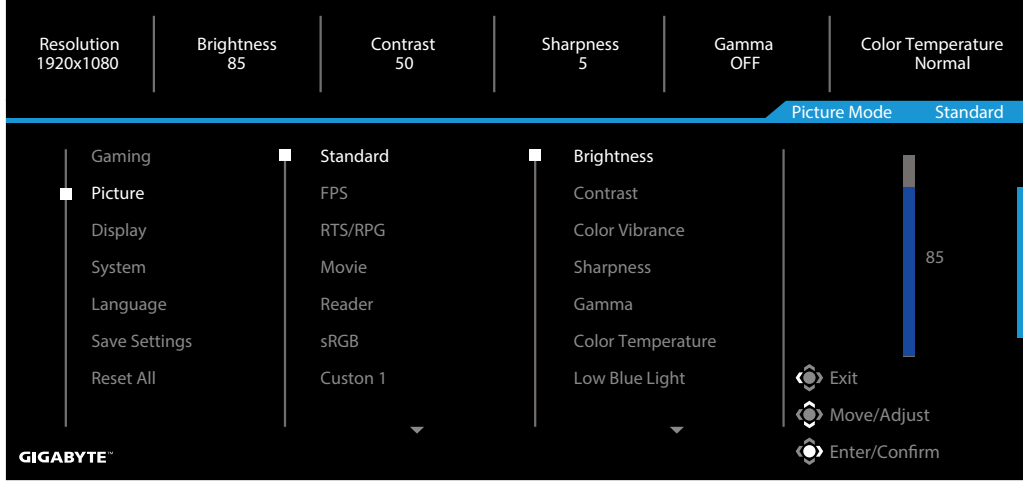 Resolution
1920x1080
Brightness
85
Contrast
50
Sharpness
5
Gamma
OFF
Color Temperature
Normal
Picture Mode Standard
Gaming
Picture
Display
System
Language
Save Settings
Reset All
Standard
FPS
RTS/RPG
Movie
Reader
sRGB
Custon 1
Brightness
Contrast
Color Vibrance
Sharpness
Gamma
Color Temperature
Low Blue Light
85
Exit
Move/Adjust
Enter/Confirm
GIGABYTE™